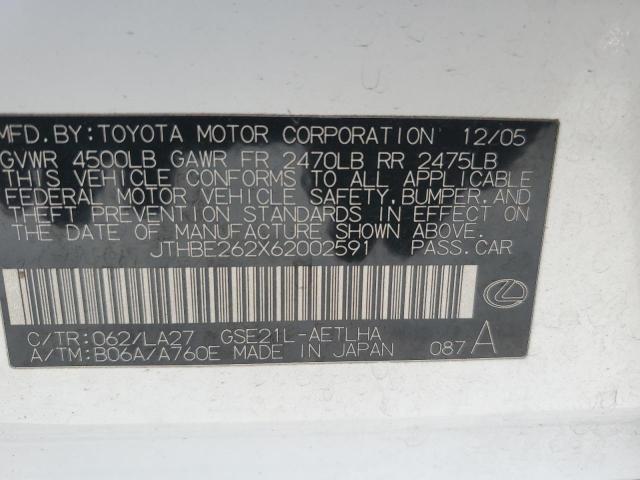 MFD. BY: TOYOTA MOTOR CORPORATION 12/05
GVWR 4500LB GAWR FR 2470LB RR 2475LB
THIS VEHICLE CONFORMS TO ALL APPLICABLE
FEDERAL MOTOR VEHICLE SAFETY, BUMPER, AND
THEFT PREVENTION STANDARDS IN EFFECT ON
THE DATE OF MANUFACTURE SHOWN ABOVE.
JTHBE262X62002591 PASS. CAR
C/TR: 062/LA27 GSE21L-AETLHA
A/TM: B06A/A760E MADE IN JAPAN 087 A